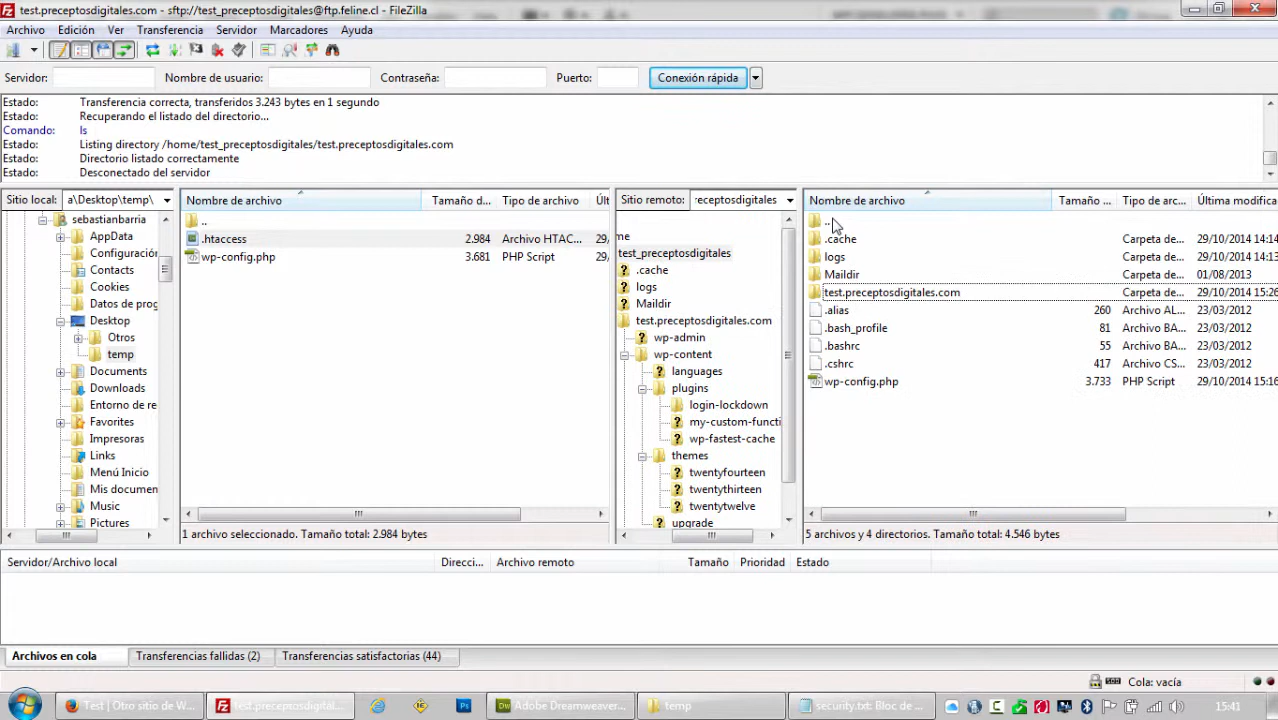 test.preceptosdigitales.com - sftp://test_preceptosdigitales@ftp.feline.cl - FileZilla
Archivo Edición Ver Transferencia Servidor Marcadores Ayuda
Servidor: Nombre de usuario: Contraseña: Puerto: Conexión rápida
Estado: Transferencia correcta, transferidos 3.243 bytes en 1 segundo
Estado: Recuperando el listado del directorio...
Comando: ls
Estado: Listing directory /home/test_preceptosdigitales/test.preceptosdigitales.com
Estado: Directorio listado correctamente
Estado: Desconectado del servidor
Sitio local: a\Desktop\temp\
sebastianbarria
AppData
Configuración
Contacts
Cookies
Datos de prog
Desktop
Otros
temp
Documents
Downloads
Entorno de re
Favorites
Impresoras
Links
Menú Inicio
Mis documen
Music
Pictures
Nombre de archivo Tamaño d... Tipo de archivo Últ
..
.htaccess 2.984 Archivo HTAC... 29/
wp-config.php 3.681 PHP Script 29/
1 archivo seleccionado. Tamaño total: 2.984 bytes
Sitio remoto: receptosdigitales
me
test_preceptosdigitales
.cache
logs
Maildir
test.preceptosdigitales.com
wp-admin
wp-content
languages
plugins
login-lockdown
my-custom-functi
wp-fastest-cache
themes
twentyfourteen
twentythirteen
twentytwelve
upgrade
Nombre de archivo Tamaño ... Tipo de arc... Última modifica
..
.cache Carpeta de... 29/10/2014 14:13
logs Carpeta de... 29/10/2014 14:14
Maildir Carpeta de... 01/08/2013
test.preceptosdigitales.com Carpeta de... 29/10/2014 15:26
.alias 260 Archivo AL... 23/03/2012
.bash_profile 81 Archivo BA... 23/03/2012
.bashrc 55 Archivo BA... 23/03/2012
.cshrc 417 Archivo CS... 23/03/2012
wp-config.php 3.733 PHP Script 29/10/2014 15:16
5 archivos y 4 directorios. Tamaño total: 4.546 bytes
Servidor/Archivo local Direcci... Archivo remoto Tamaño Prioridad Estado
Archivos en cola Transferencias fallidas (2) Transferencias satisfactorias (44)
Cola: vacía
Test | Otro sitio de W... test.preceptosdigital... Adobe Dreamweaver... temp security.txt: Bloc de ... 15:41